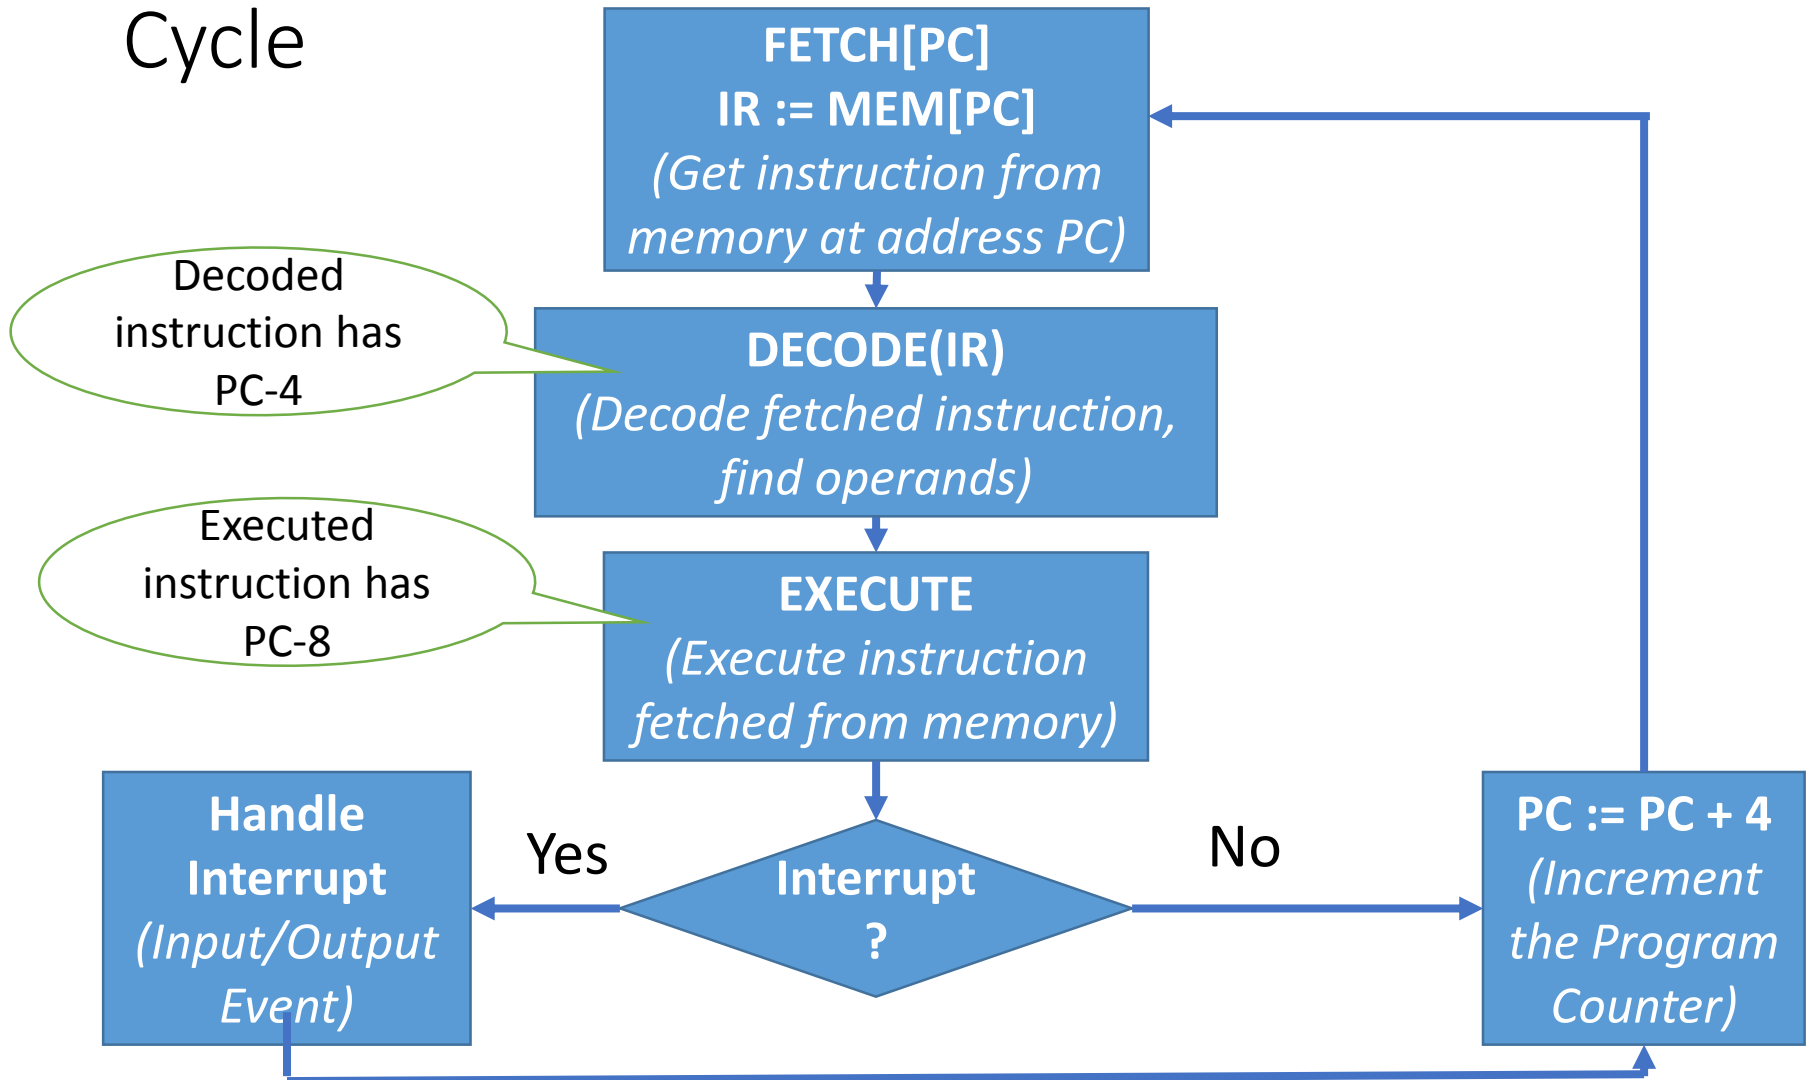 Cycle
FETCH[PC]
IR := MEM[PC]
(Get instruction from
memory at address PC)
Decoded
instruction has
PC-4
DECODE(IR)
(Decode fetched instruction,
find operands)
Executed
instruction has
PC-8
EXECUTE
(Execute instruction
fetched from memory)
Handle
Interrupt
(Input/Output
Event)
Yes
Interrupt
?
No
PC := PC + 4
(Increment
the Program
Counter)